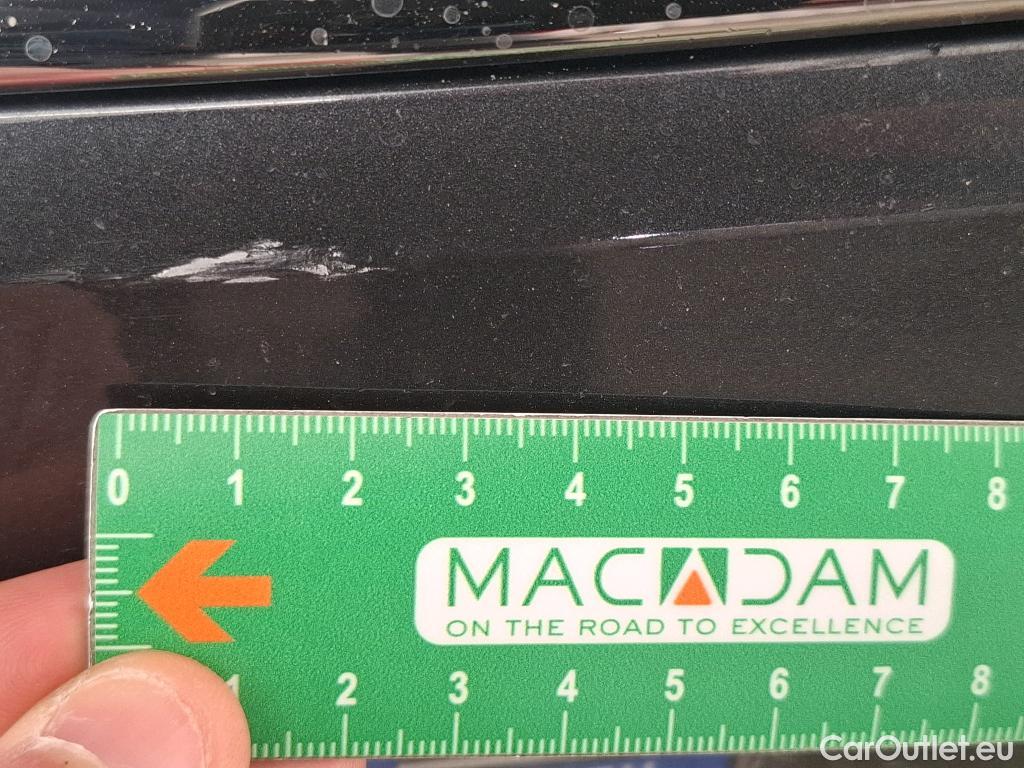 0 1 2 3 4 5 6 7 8
MACADAM
ON THE ROAD TO EXCELLENCE
1 2 3 4 5 6 7 8
CarOutlet.eu